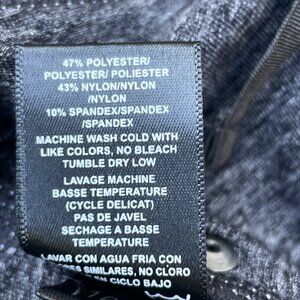 47% POLYESTER/
POLYESTER/ POLIESTER
43% NYLON/NYLON
/NYLON
10% SPANDEX/SPANDEX
/SPANDEX
MACHINE WASH COLD WITH
LIKE COLORS, NO BLEACH
TUMBLE DRY LOW
LAVAGE MACHINE
BASSE TEMPERATURE
(CYCLE DELICAT)
PAS DE JAVEL
SECHAGE A BASSE
TEMPERATURE
LAVAR CON AGUA FRIA CON
SIMILARES, NO CLORO
EN CICLO BAJO